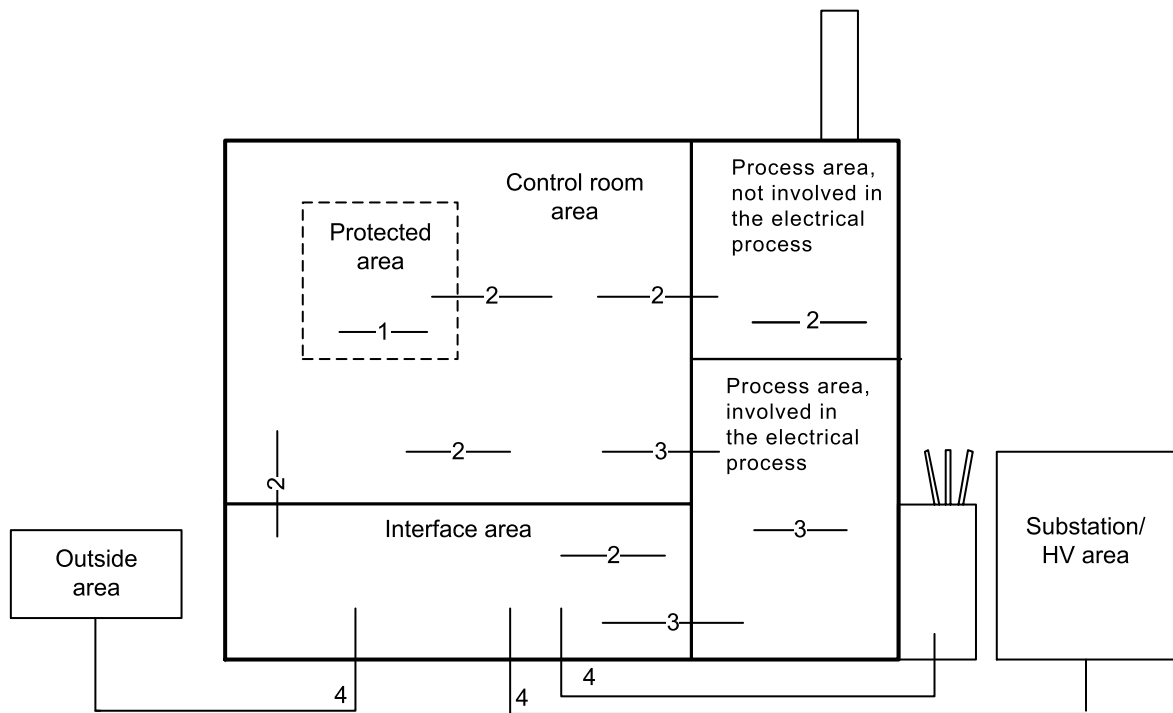 Control room
area
Process area,
not involved in
the electrical
process
Protected
area
2
2
2
1
Process area,
involved in
the electrical
process
2
3
2
Interface area
2
3
3
Outside
area
Substation/
HV area
4
4
4